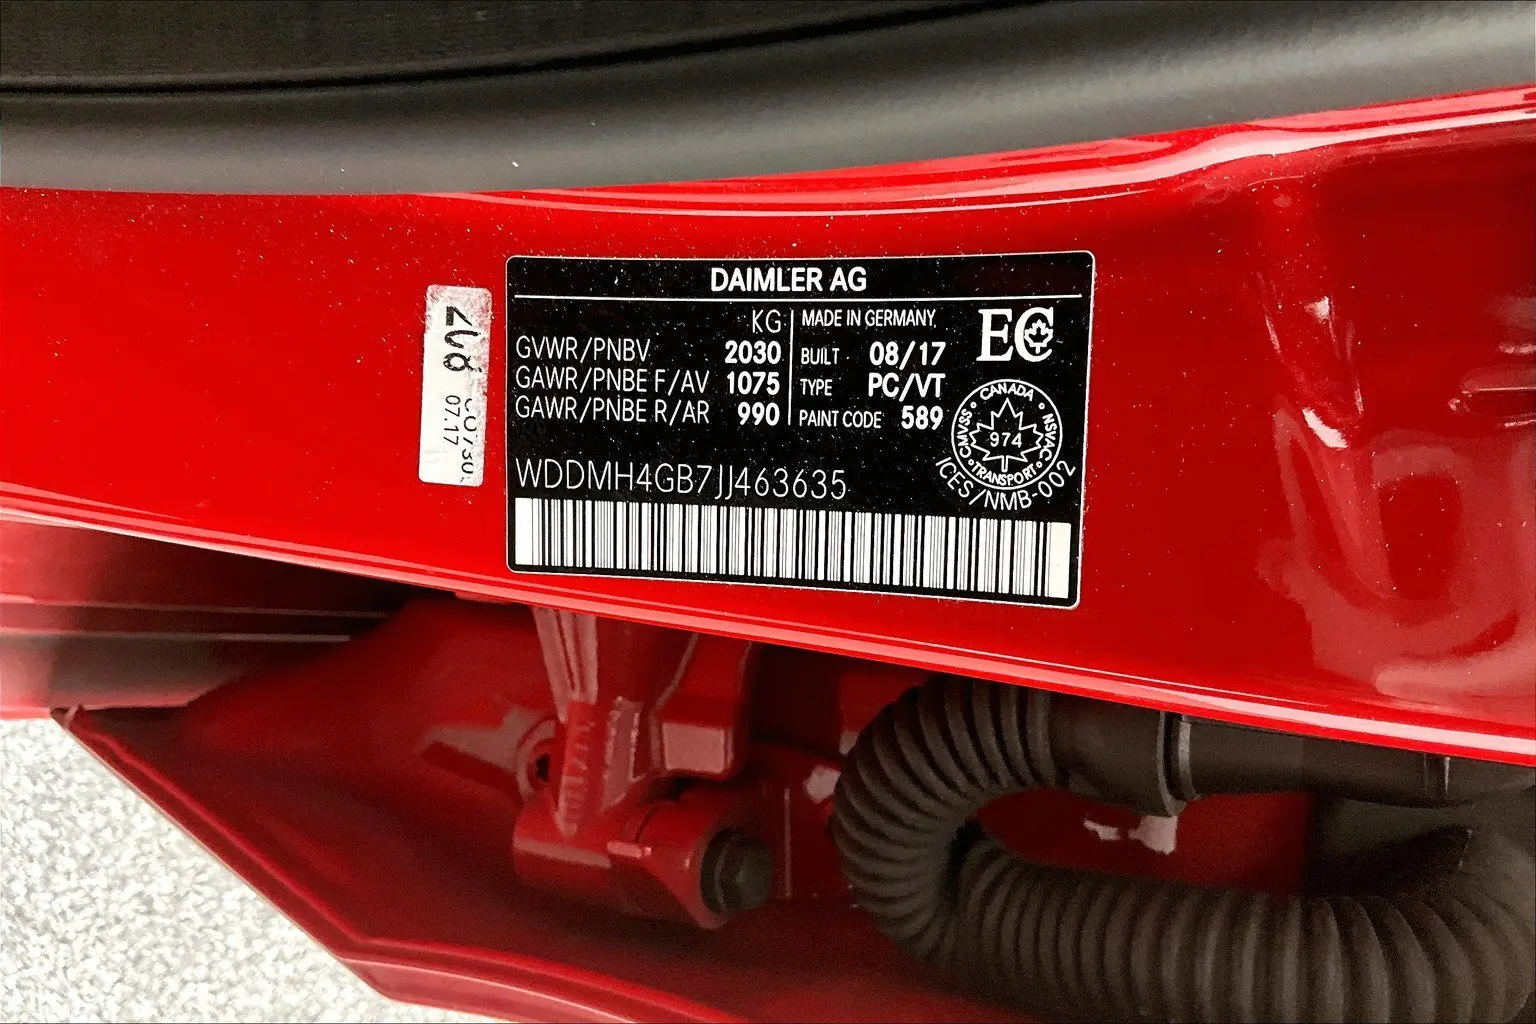 DAIMLER AG
KG
GVWR/PNBV 2030
GAWR/PNBE F/AV 1075
GAWR/PNBE R/AR 990
MADE IN GERMANY
BUILT 08/17
TYPE PC/VT
PAINT CODE 589
EC
CANADA
CMVSS
NSVAC
974
TRANSPORT
ICES/NMB-002
WDDMH4GB7JJ463635
07.17